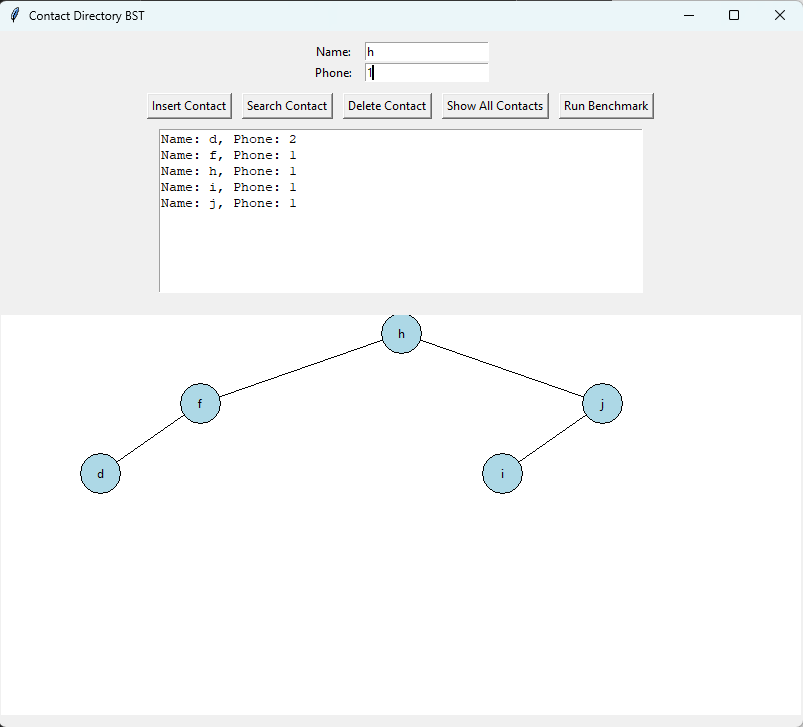 Contact Directory BST
Name: h
Phone: 1
Insert Contact Search Contact Delete Contact Show All Contacts Run Benchmark
Name: d, Phone: 2
Name: f, Phone: 1
Name: h, Phone: 1
Name: i, Phone: 1
Name: j, Phone: 1
h
f j
d i